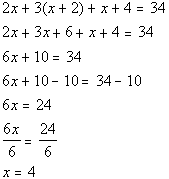 2x + 3(x + 2) + x + 4 = 34
2x + 3x + 6 + x + 4 = 34
6x + 10 = 34
6x + 10 − 10 = 34 − 10
6x = 24
6x/6 = 24/6
x = 4